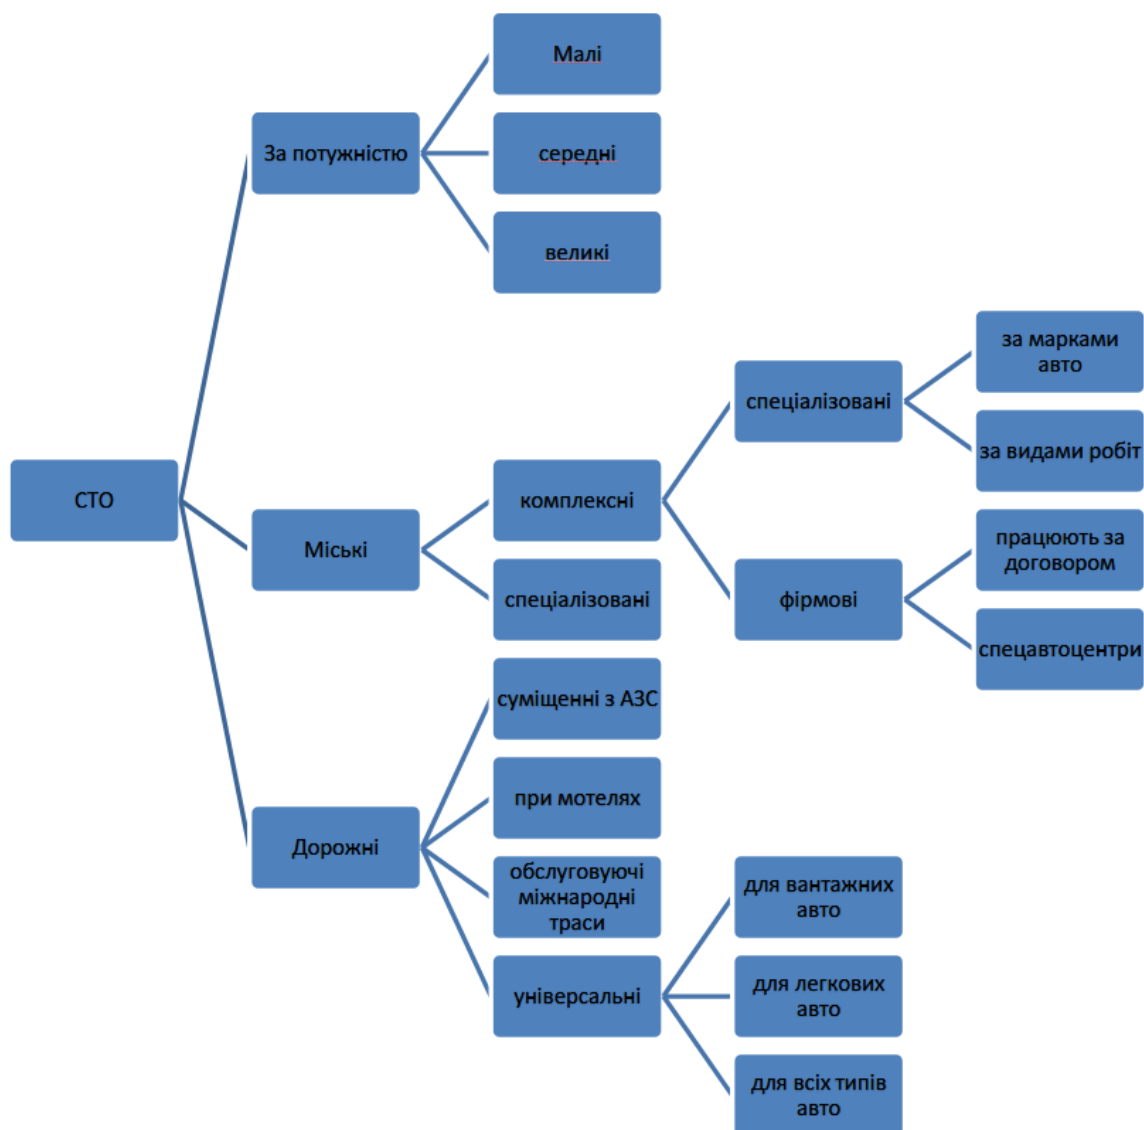 СТО
За потужністю
Малі
середні
великі
Міські
комплексні
спеціалізовані
за марками
авто
за видами робіт
фірмові
працюють за
договором
спецавтоцентри
спеціалізовані
Дорожні
суміщенні з АЗС
при мотелях
обслуговуючі
міжнародні
траси
універсальні
для вантажних
авто
для легкових
авто
для всіх типів
авто